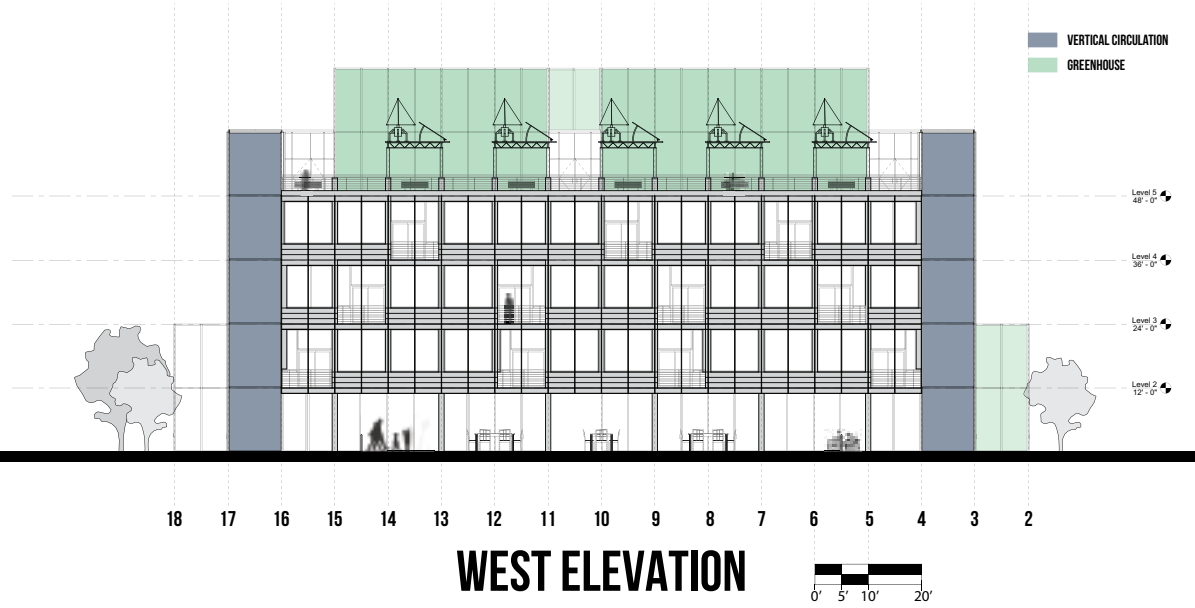 VERTICAL CIRCULATION
GREENHOUSE
Level 5
48' - 0"
Level 4
36' - 0"
Level 3
24' - 0"
Level 2
12' - 0"
18 17 16 15 14 13 12 11 10 9 8 7 6 5 4 3 2
WEST ELEVATION
0' 5' 10' 20'